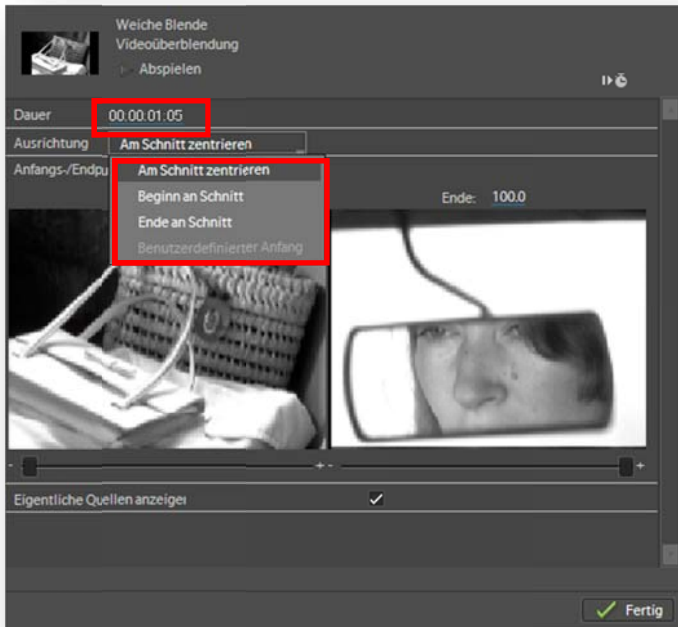 Weiche Blende
Videoüberblendung
Abspielen
Dauer 00:00:01:05
Ausrichtung Am Schnitt zentrieren
Anfangs-/Endpu
Am Schnitt zentrieren
Beginn an Schnitt
Ende an Schnitt
Benutzerdefinierter Anfang
Ende: 100.0
- + - +
Eigentliche Quellen anzeiger
Fertig